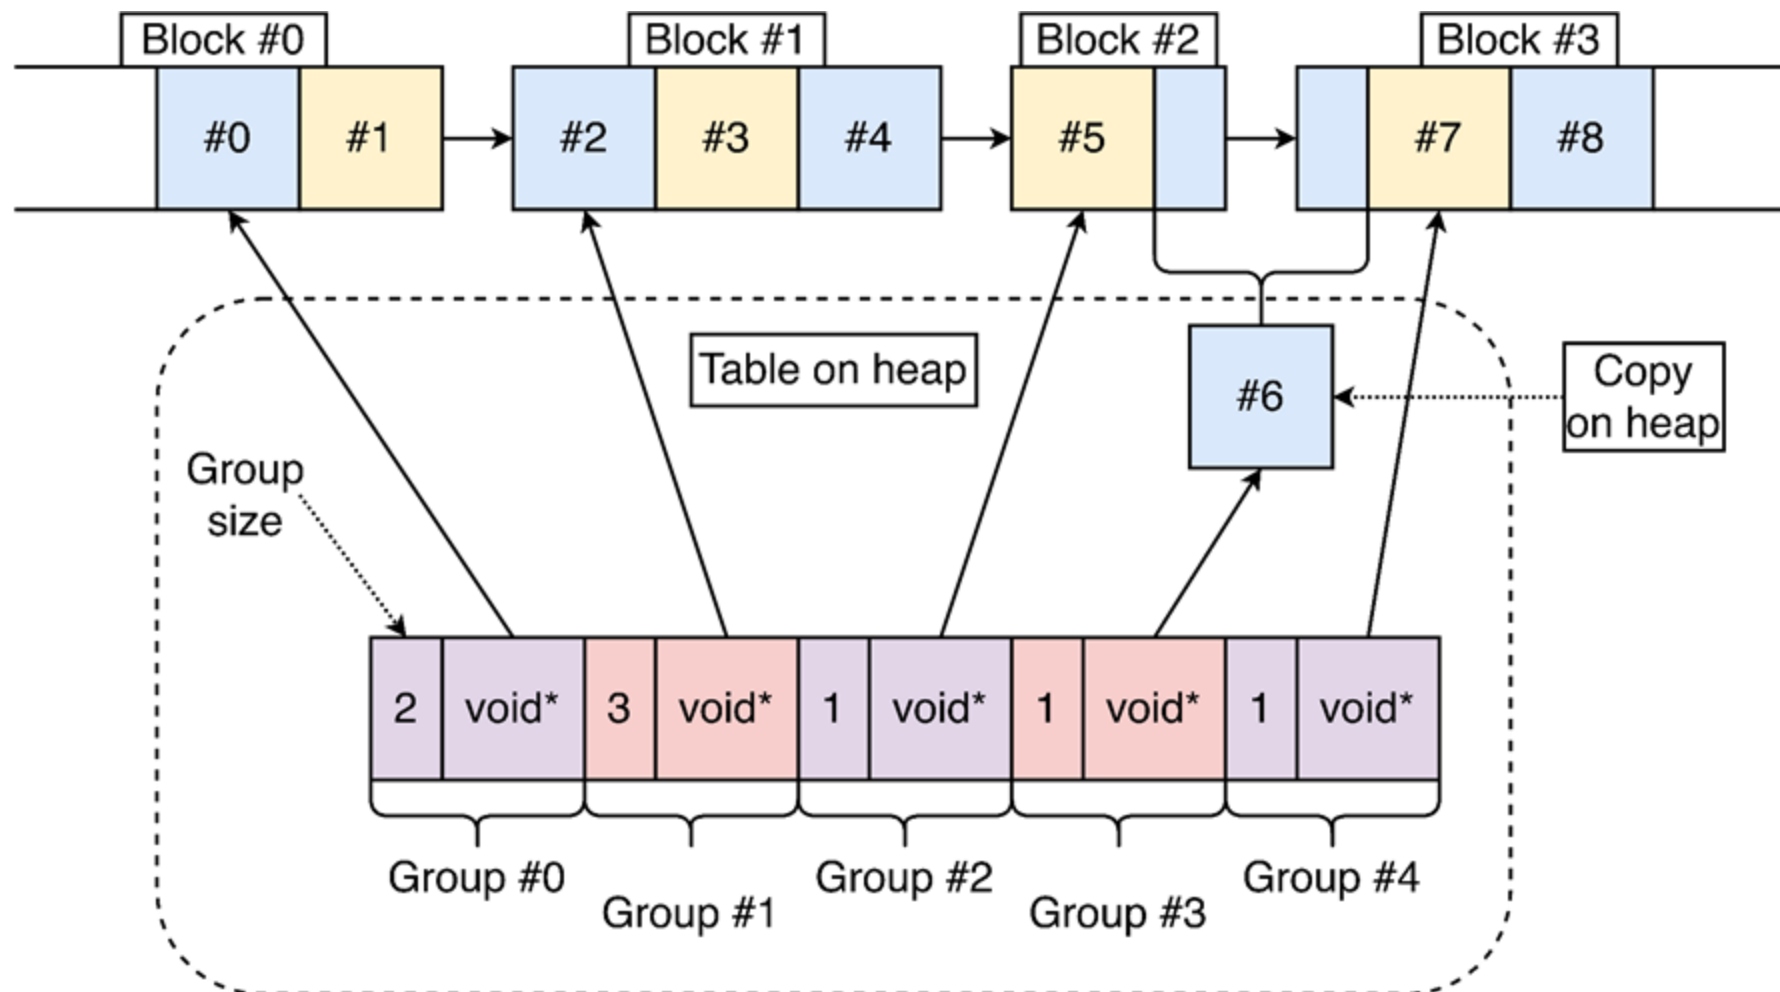 Block #0
Block #1
Block #2
Block #3
#0
#1
#2
#3
#4
#5
#7
#8
Table on heap
#6
Copy
on heap
Group
size
2
void*
3
void*
1
void*
1
void*
1
void*
Group #0
Group #1
Group #2
Group #3
Group #4